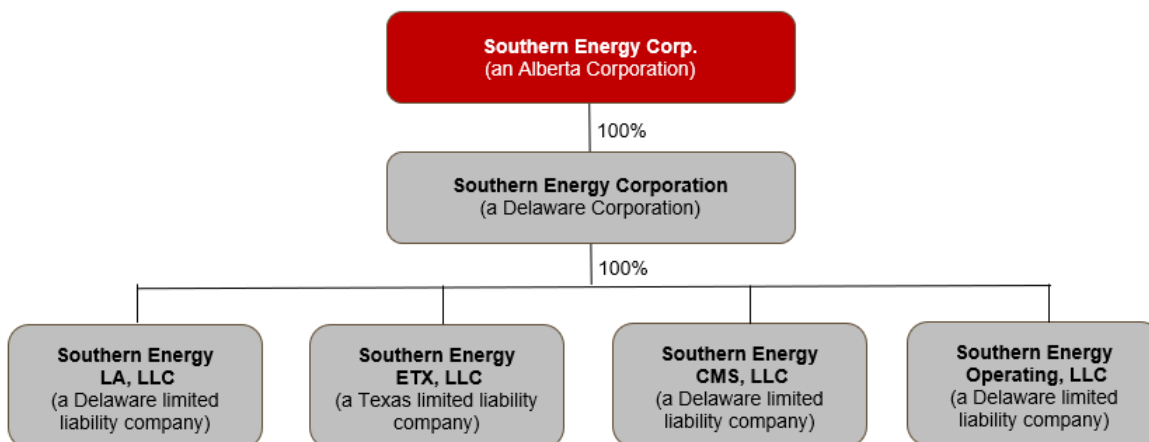 Southern Energy Corp.
(an Alberta Corporation)
100%
Southern Energy Corporation
(a Delaware Corporation)
100%
Southern Energy
LA, LLC
(a Delaware limited
liability company)
Southern Energy
ETX, LLC
(a Texas limited liability
company)
Southern Energy
CMS, LLC
(a Delaware limited
liability company)
Southern Energy
Operating, LLC
(a Delaware limited
liability company)